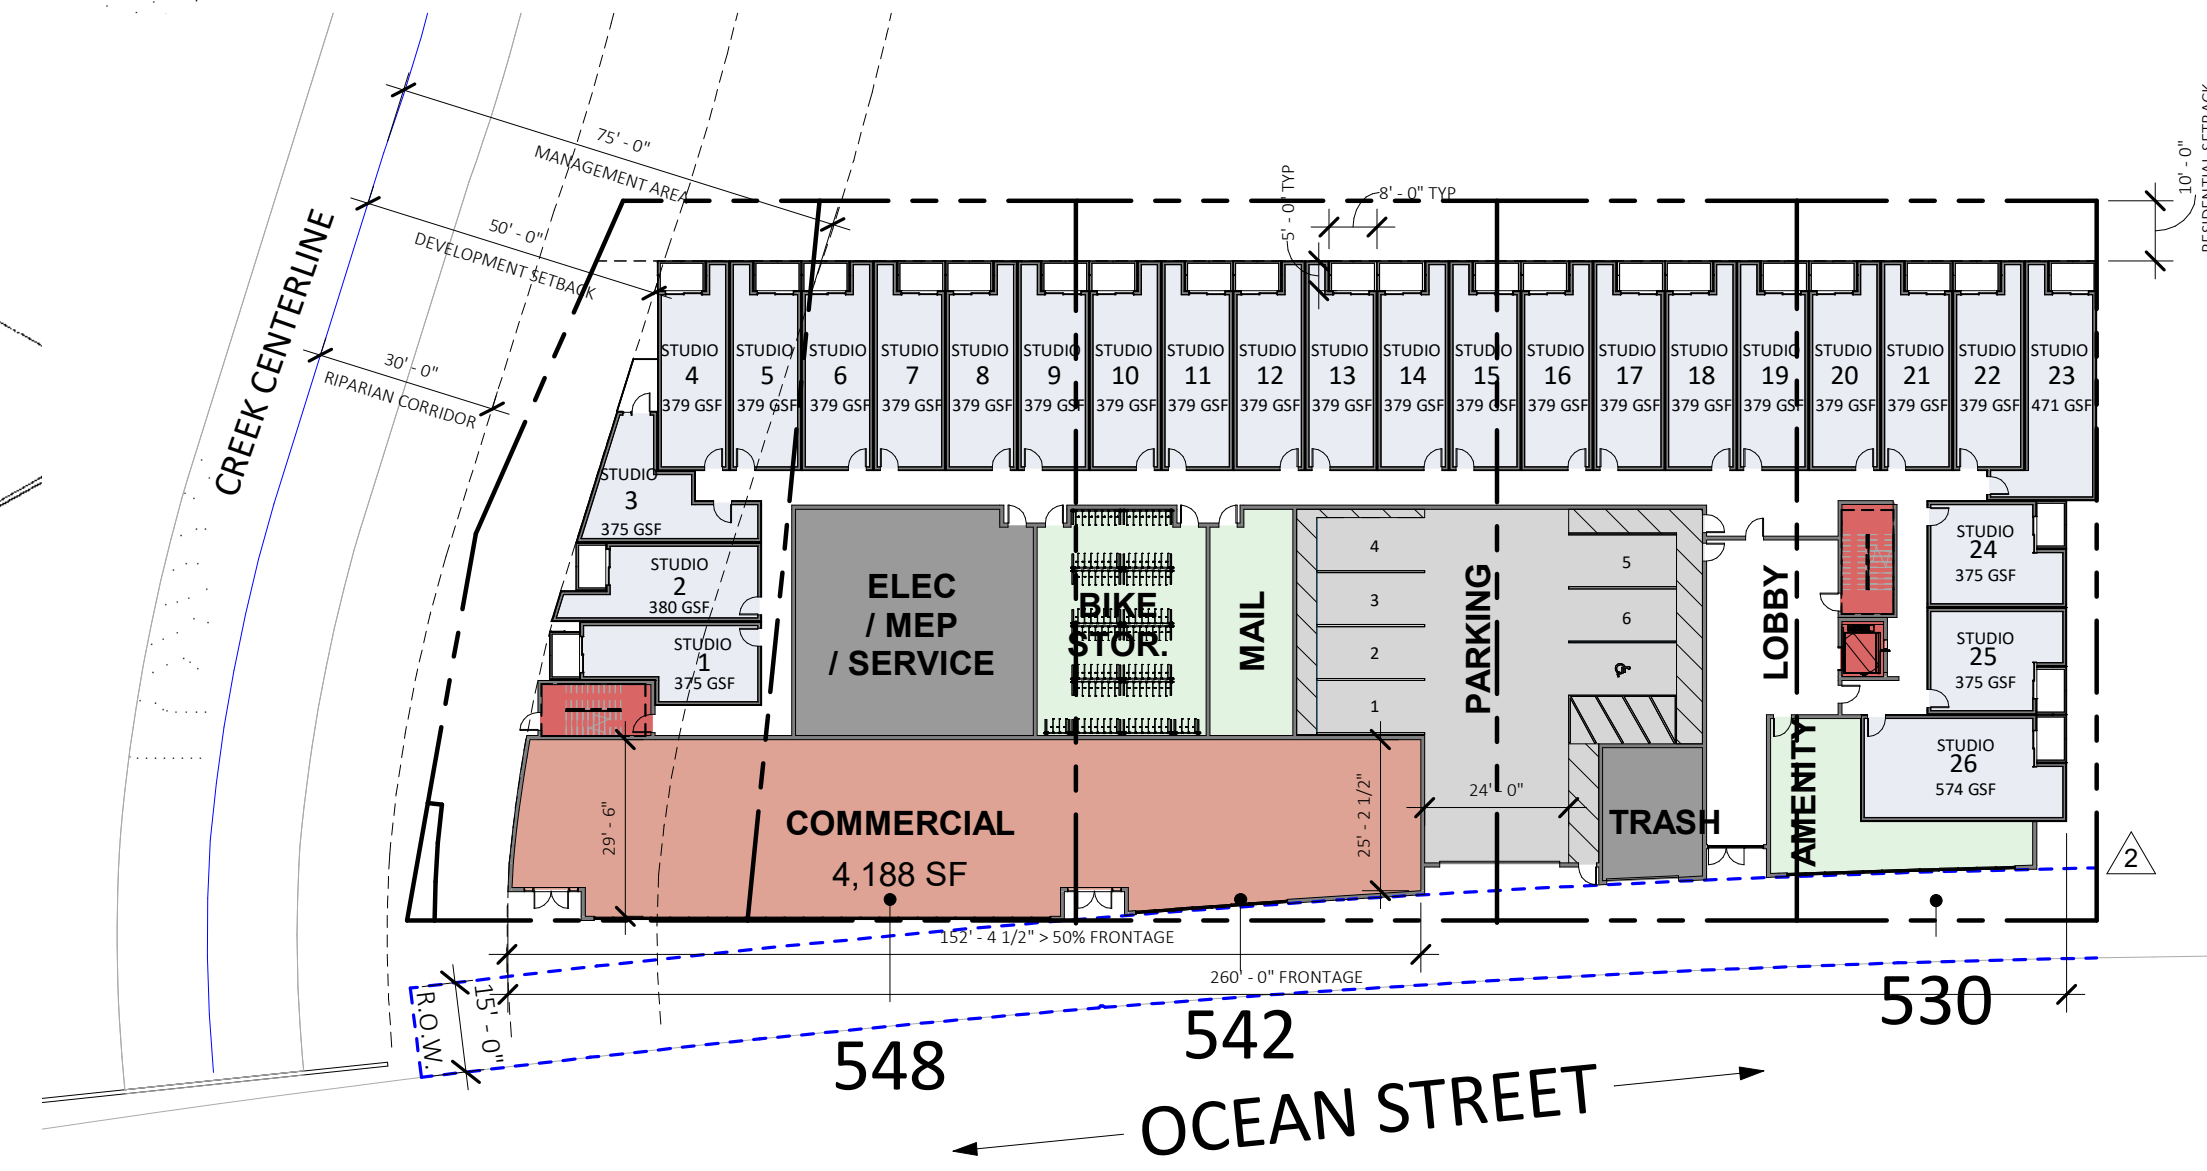 75' - 0"
MANAGEMENT AREA
50' - 0"
DEVELOPMENT SETBACK
30' - 0"
RIPARIAN CORRIDOR
CREEK CENTERLINE
5' - 0" TYP
8' - 0" TYP
10' - 0"
RESIDENTIAL SETBACK
STUDIO
4
379 GSF
STUDIO
5
379 GSF
STUDIO
6
379 GSF
STUDIO
7
379 GSF
STUDIO
8
379 GSF
STUDIO
9
379 GSF
STUDIO
10
379 GSF
STUDIO
11
379 GSF
STUDIO
12
379 GSF
STUDIO
13
379 GSF
STUDIO
14
379 GSF
STUDIO
15
379 GSF
STUDIO
16
379 GSF
STUDIO
17
379 GSF
STUDIO
18
379 GSF
STUDIO
19
379 GSF
STUDIO
20
379 GSF
STUDIO
21
379 GSF
STUDIO
22
379 GSF
STUDIO
23
471 GSF
STUDIO
3
375 GSF
STUDIO
2
380 GSF
STUDIO
1
375 GSF
ELEC
/ MEP
/ SERVICE
BIKE
STOR.
MAIL
4
3
2
1
PARKING
5
6
LOBBY
STUDIO
24
375 GSF
STUDIO
25
375 GSF
STUDIO
26
574 GSF
AMENITY
TRASH
24' - 0"
25' - 2 1/2"
29' - 6"
COMMERCIAL
4,188 SF
2
152' - 4 1/2" > 50% FRONTAGE
260' - 0" FRONTAGE
15' - 0"
R.O.W.
548
542
530
OCEAN STREET